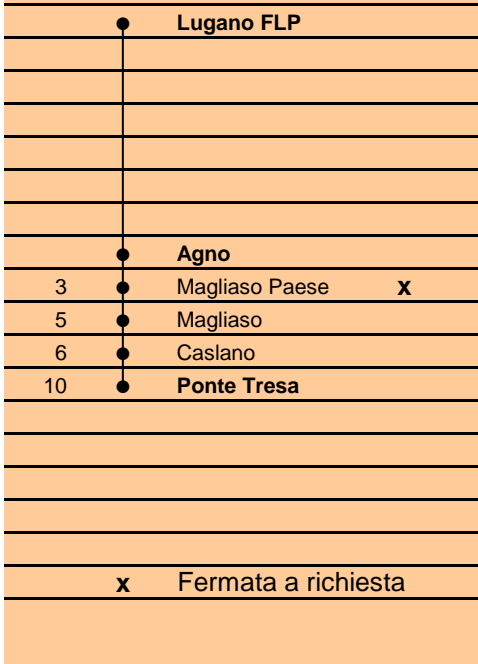 Lugano FLP
Agno
3 Magliaso Paese x
5 Magliaso
6 Caslano
10 Ponte Tresa
x Fermata a richiesta